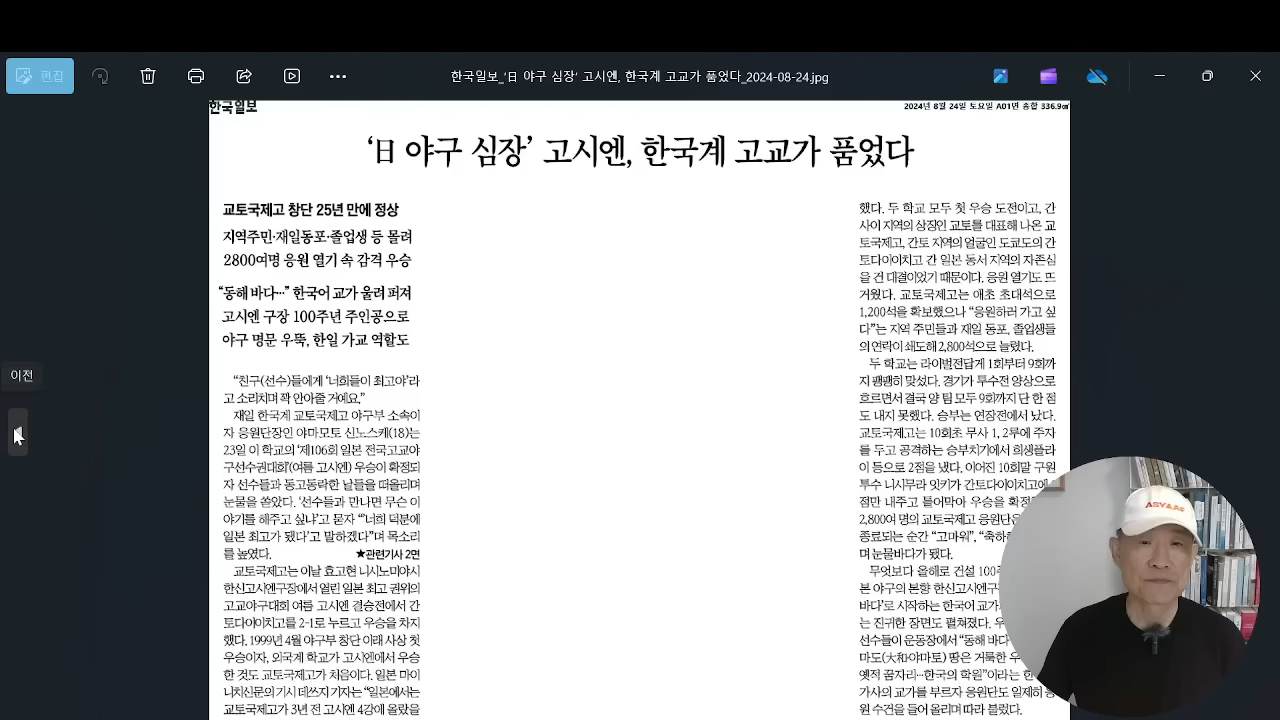 편집
한국일보_'日 야구 심장' 고시엔, 한국계 고교가 품었다_2024-08-24.jpg
한국일보
2024년 8월 24일 토요일 A01면 종합 336.9㎠
‘日 야구 심장’ 고시엔, 한국계 고교가 품었다
교토국제고 창단 25년 만에 정상
지역주민·재일동포·졸업생 등 몰려
2800여명 응원 열기 속 감격 우승
“동해 바다…” 한국어 교가 울려 퍼져
고시엔 구장 100주년 주인공으로
야구 명문 우뚝, 한일 가교 역할도
“친구(선수)들에게 ‘너희들이 최고야’라
고 소리치며 꽉 안아줄 거예요.”
재일 한국계 교토국제고 야구부 소속이
자 응원단장인 야마모토 신노스케(18)는
23일 이 학교의 ‘제106회 일본 전국고교야
구선수권대회’(여름 고시엔) 우승이 확정되
자 선수들과 동고동락한 날들을 떠올리며
눈물을 쏟았다. ‘선수들과 만나면 무슨 이
야기를 해주고 싶냐’고 묻자 “‘너희 덕분에
일본 최고가 됐다’고 말하겠다”며 목소리
를 높였다. ★관련기사 2면
교토국제고는 이날 효고현 니시노미야시
한신고시엔구장에서 열린 일본 최고 권위의
고교야구대회 여름 고시엔 결승전에서 간
토다이이치고를 2-1로 누르고 우승을 차지
했다. 1999년 4월 야구부 창단 이래 사상 첫
우승이자, 외국계 학교가 고시엔에서 우승
한 것도 교토국제고가 처음이다. 일본 마이
니치신문의 기시 데쓰지 기자는 “일본에서는
교토국제고가 3년 전 고시엔 4강에 올랐을
했다. 두 학교 모두 첫 우승 도전이고, 간
사이 지역의 상징인 교토를 대표해 나온 교
토국제고, 간토 지역의 얼굴인 도쿄도의 간
토다이이치고 간 일본 동서 지역의 자존심
을 건 대결이었기 때문이다. 응원 열기도 뜨
거웠다. 교토국제고는 애초 초대석으로
1,200석을 확보했으나 “응원하러 가고 싶
다”는 지역 주민들과 재일 동포, 졸업생들
의 연락이 쇄도해 2,800석으로 늘렸다.
두 학교는 라이벌전답게 1회부터 9회까
지 팽팽히 맞섰다. 경기가 투수전 양상으로
흐르면서 결국 양 팀 모두 9회까지 단 한 점
도 내지 못했다. 승부는 연장전에서 났다.
교토국제고는 10회초 무사 1, 2루에 주자
를 두고 공격하는 승부치기에서 희생플라
이 등으로 2점을 냈다. 이어진 10회말 구원
투수 니시무라 잇키가 간토다이이치고에
점만 내주고 틀어막아 우승을 확정
2,800여 명의 교토국제고 응원단은
종료되는 순간 “고마워”, “축하
며 눈물바다가 됐다.
무엇보다 올해로 건설 100주
본 야구의 본향 한신고시엔구
바다’로 시작하는 한국어 교가
는 진귀한 장면도 펼쳐졌다. 우
선수들이 운동장에서 “동해 바다
마도(大和·야마토) 땅은 거룩한 우
옛적 꿈자리…한국의 학원”이라는 한
가사의 교가를 부르자 응원단도 일제히 응
원 수건을 들어 올리며 따라 불렀다.
이전